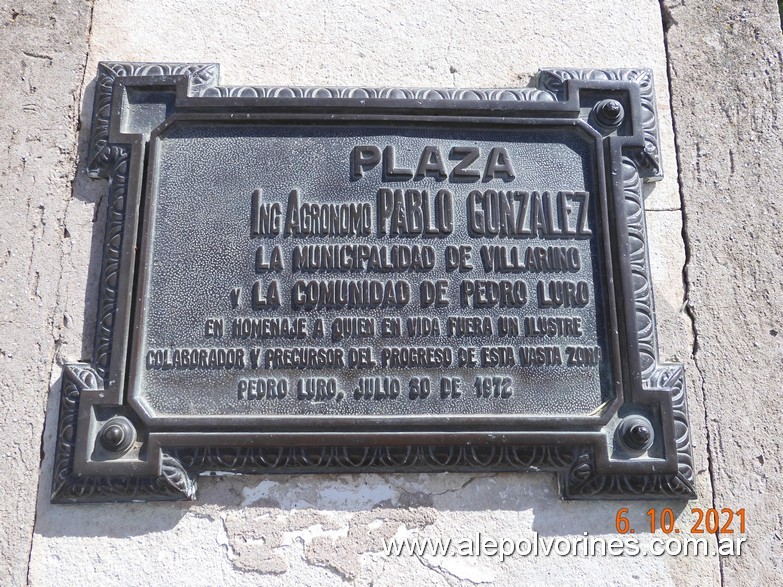 PLAZA
ING AGRONOMO PABLO GONZALEZ
LA MUNICIPALIDAD DE VILLARINO
Y LA COMUNIDAD DE PEDRO LURO
EN HOMENAJE A QUIEN EN VIDA FUERA UN ILUSTRE
COLABORADOR Y PRECURSOR DEL PROGRESO DE ESTA VASTA ZONA
PEDRO LURO, JULIO 30 DE 1972
6.10.2021
www.alepolvorines.com.ar